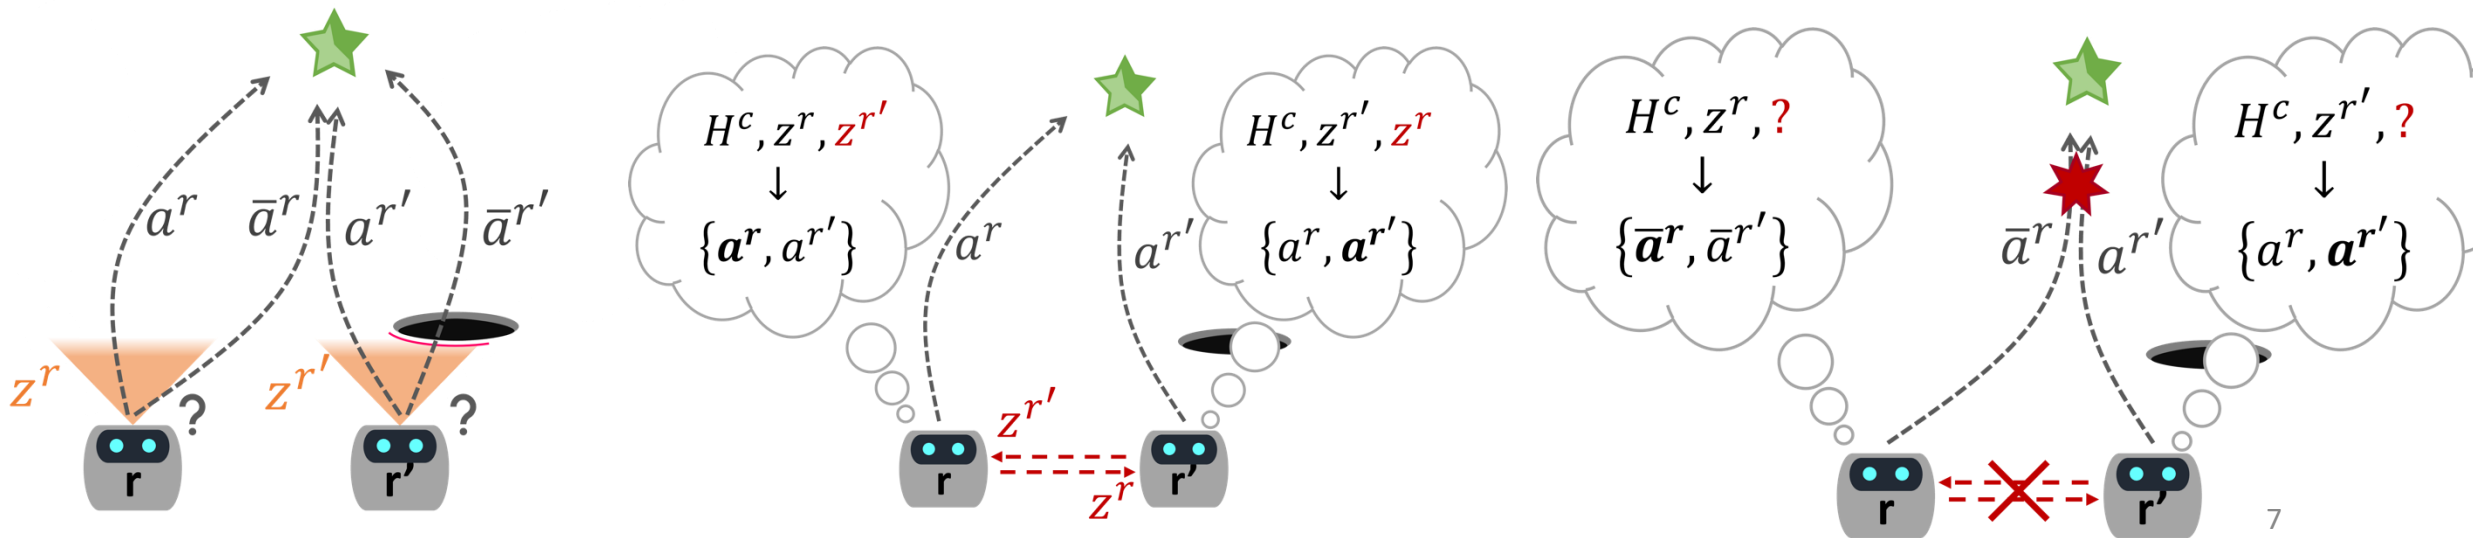 a^r
a̅^r
a^{r'}
a̅^{r'}
z^r
z^{r'}
?
?
r
r'
H^c, z^r, z^{r'}
↓
{a^r, a^{r'}}
H^c, z^{r'}, z^r
↓
{a^r, a^{r'}}
a^r
a^{r'}
z^{r'}
z^r
r
r'
H^c, z^r, ?
↓
{a̅^r, a̅^{r'}}
H^c, z^{r'}, ?
↓
{a^r, a^{r'}}
a̅^r
a^{r'}
r
r'
7